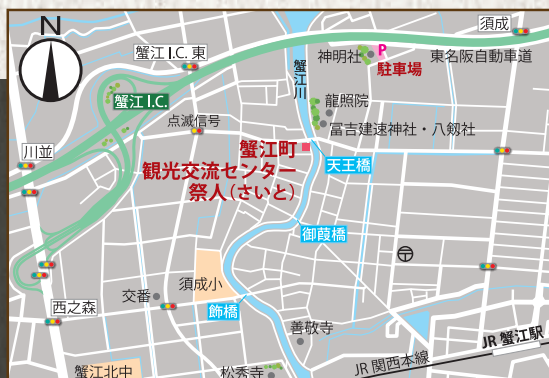 N
須成
蟹江 I.C. 東
神明社
P
駐車場
東名阪自動車道
蟹江川
蟹江 I.C.
龍照院
点滅信号
冨吉建速神社・八剱社
川並
蟹江町
観光交流センター
祭人(さいと)
天王橋
御葭橋
〶
須成小
交番
飾橋
西之森
善敬寺
JR 蟹江駅
JR 関西本線
蟹江北中
松秀寺